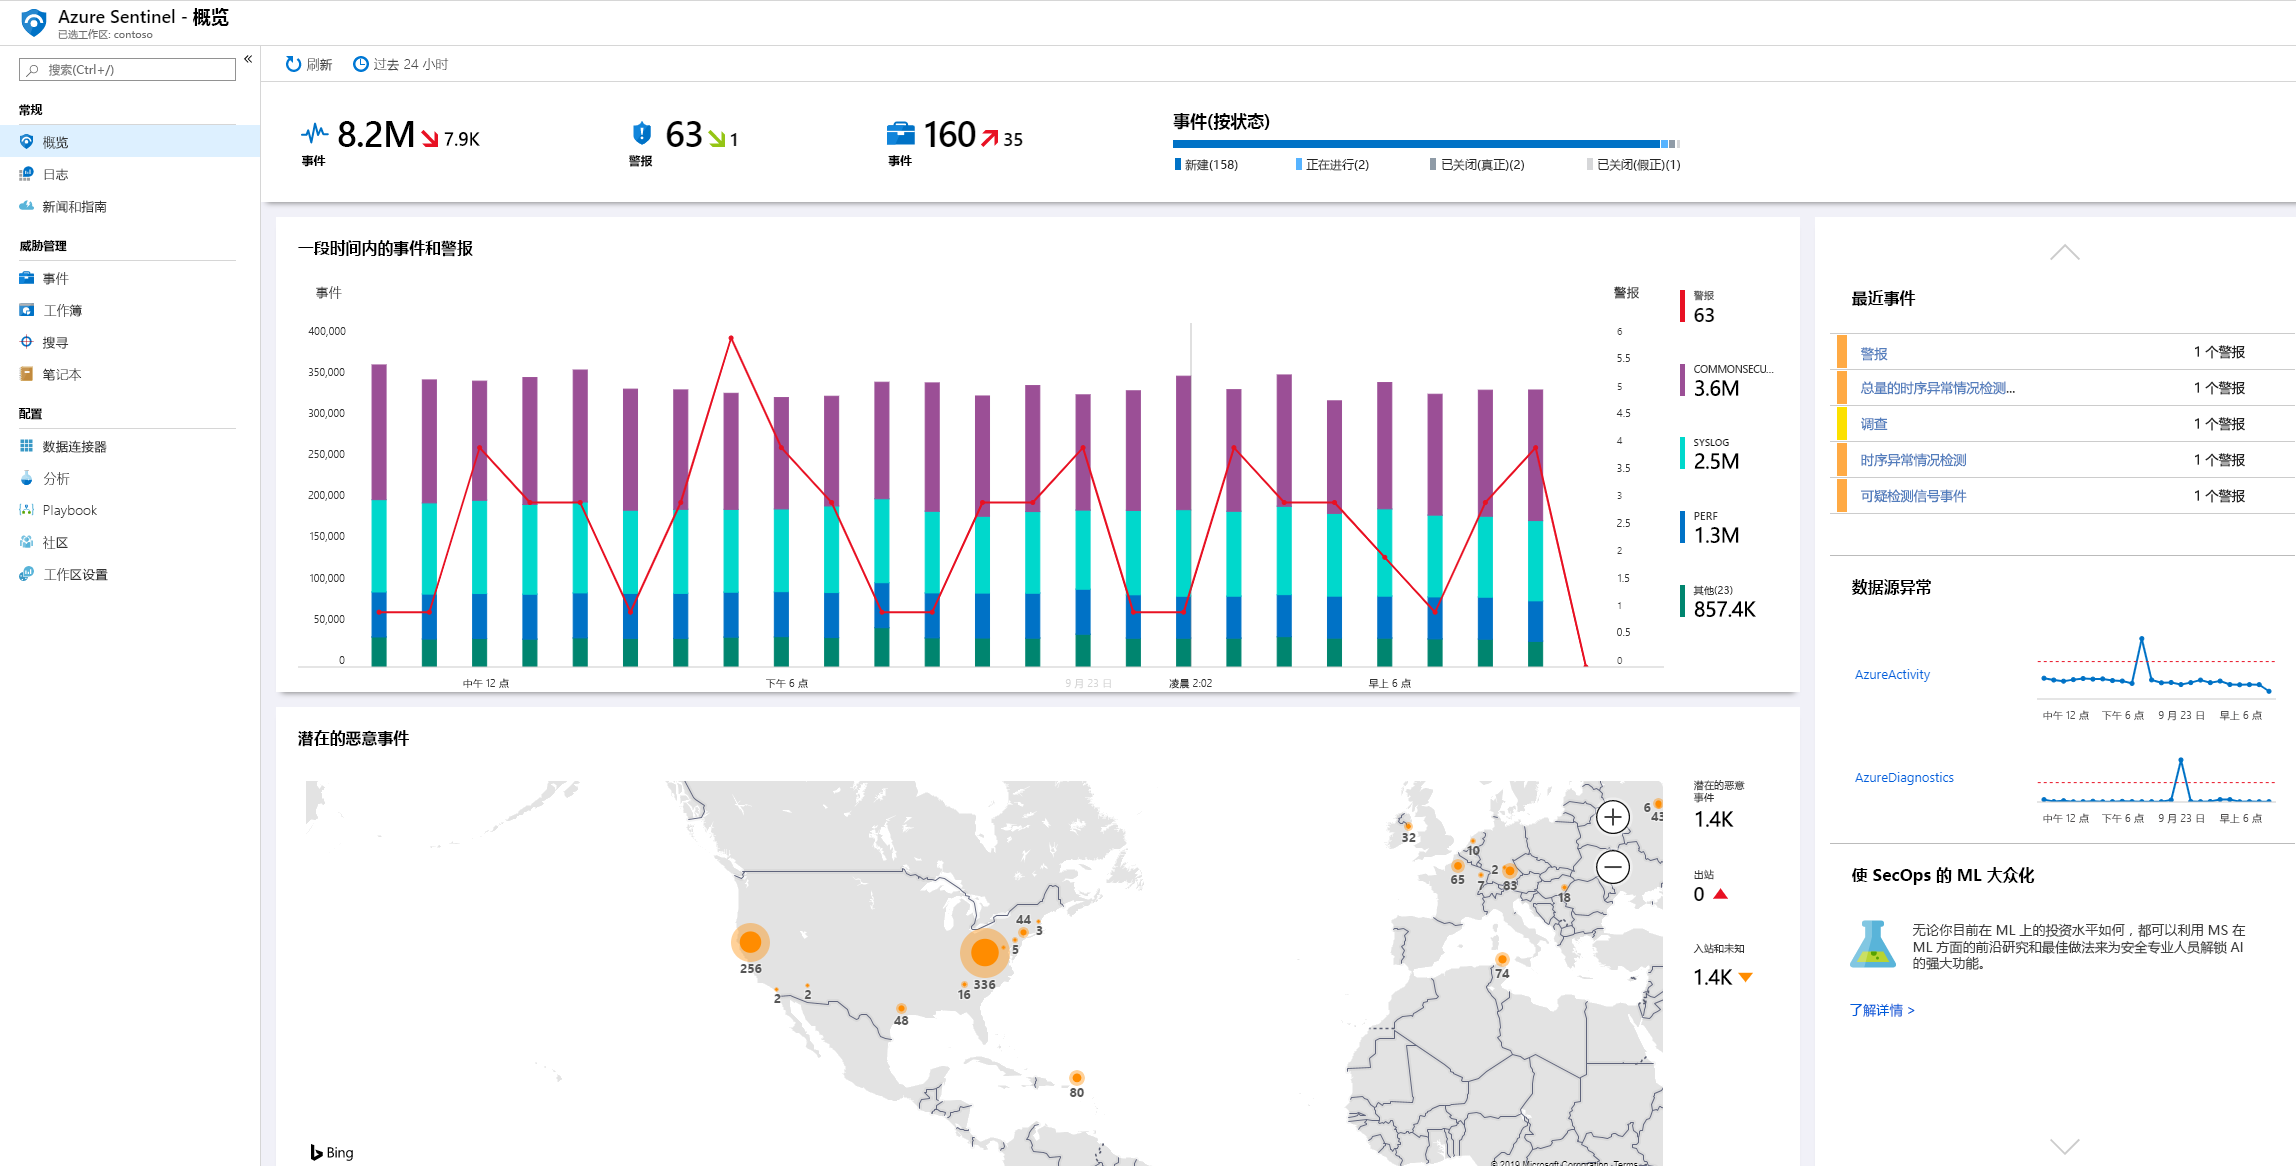 Azure Sentinel - 概览
已选工作区: contoso
搜索(Ctrl+/)
«
常规
概览
日志
新闻和指南
威胁管理
事件
工作簿
搜寻
笔记本
配置
数据连接器
分析
Playbook
社区
工作区设置
刷新
过去 24 小时
8.2M 7.9K
事件
63 1
警报
160 35
事件
事件(按状态)
新建(158) 正在进行(2) 已关闭(真正)(2) 已关闭(假正)(1)
一段时间内的事件和警报
事件
警报
400,000
350,000
300,000
250,000
200,000
150,000
100,000
50,000
0
6
5.5
5
4.5
4
3.5
3
2.5
2
1.5
1
0.5
0
中午 12 点 下午 6 点 9 月 23 日 凌晨 2:02 早上 6 点
警报
63
COMMONSECU...
3.6M
SYSLOG
2.5M
PERF
1.3M
其他(23)
857.4K
潜在的恶意事件
256
2
2
48
16
336
5
44
3
80
32
10
65
7
2
83
18
74
6
43
Bing
© 2019 Microsoft Corporation Terms
潜在的恶意
事件
1.4K
出站
0
入站和未知
1.4K
最近事件
警报 1 个警报
总量的时序异常情况检测... 1 个警报
调查 1 个警报
时序异常情况检测 1 个警报
可疑检测信号事件 1 个警报
数据源异常
AzureActivity
中午 12 点 下午 6 点 9 月 23 日 早上 6 点
AzureDiagnostics
中午 12 点 下午 6 点 9 月 23 日 早上 6 点
使 SecOps 的 ML 大众化
无论你目前在 ML 上的投资水平如何，都可以利用 MS 在
ML 方面的前沿研究和最佳做法来为安全专业人员解锁 AI
的强大功能。
了解详情 >